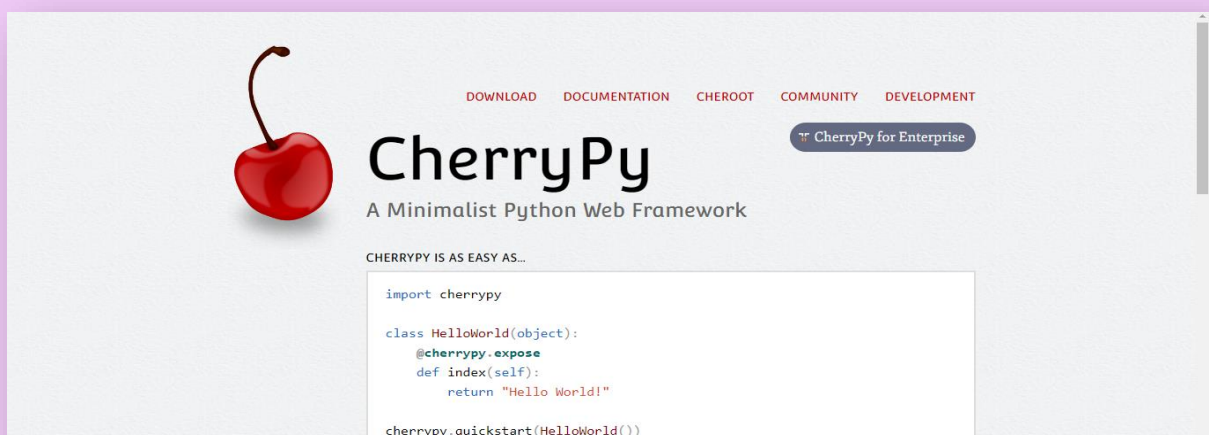 DOWNLOAD DOCUMENTATION CHEROOT COMMUNITY DEVELOPMENT
CherryPy for Enterprise
CherryPy
A Minimalist Python Web Framework
CHERRYPY IS AS EASY AS…
import cherrypy
class HelloWorld(object):
    @cherrypy.expose
    def index(self):
        return "Hello World!"
cherrypy.quickstart(HelloWorld())